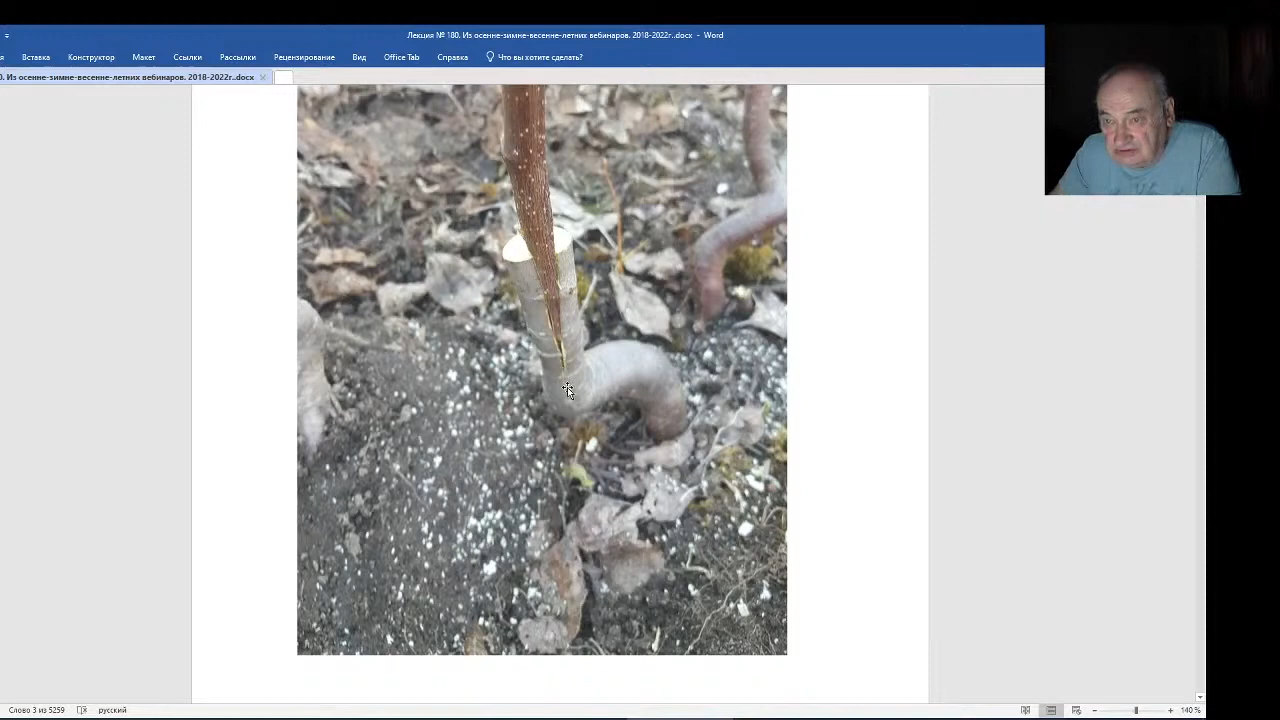 Лекция № 180. Из осенне-зимне-весенне-летних вебинаров. 2018-2022г..docx - Word
Вставка Конструктор Макет Ссылки Рассылки Рецензирование Вид Office Tab Справка Что вы хотите сделать?
0. Из осенне-зимне-весенне-летних вебинаров. 2018-2022г..docx
Слово 3 из 5259 русский 140 %